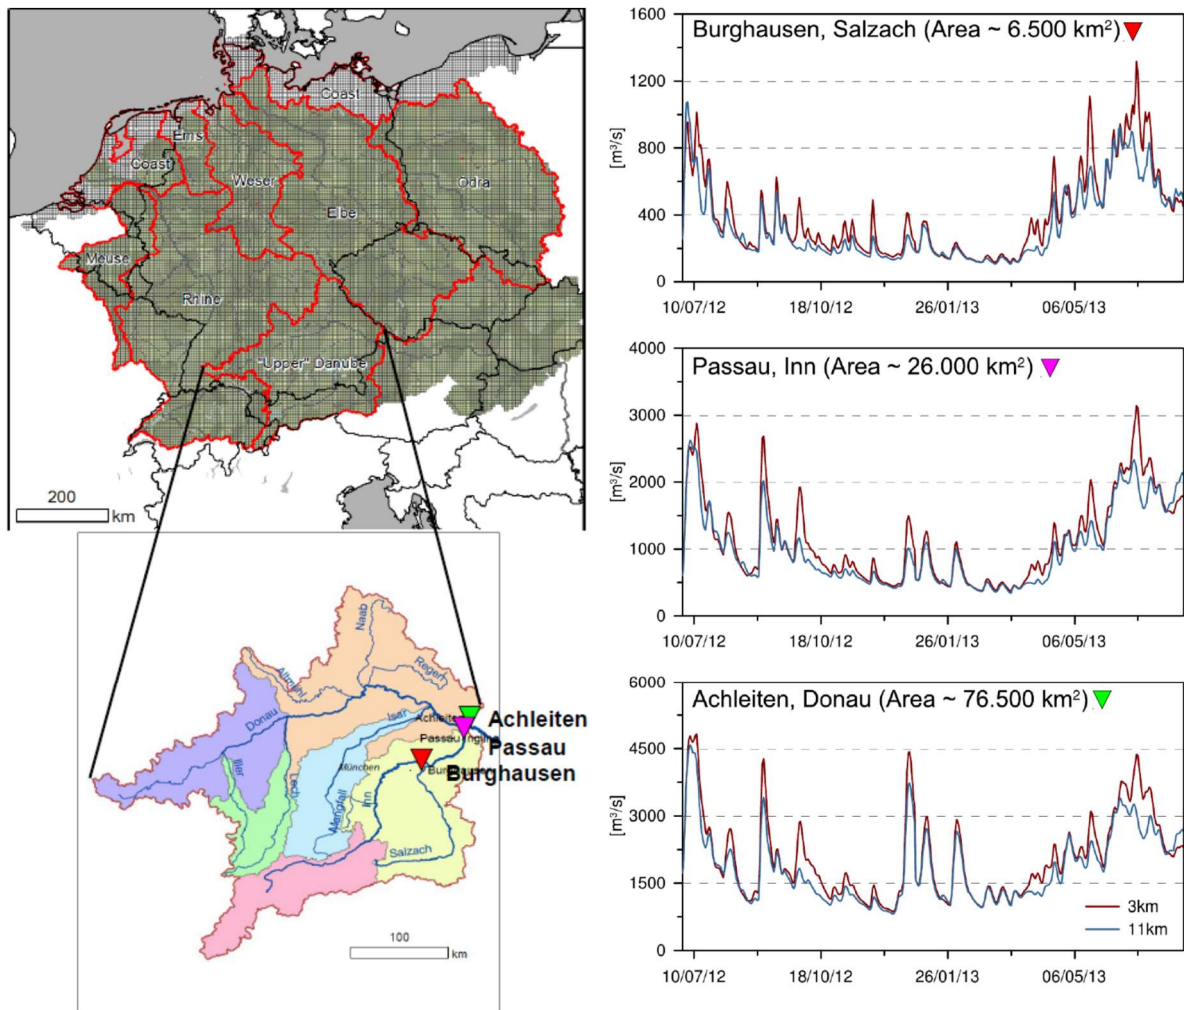 Coast
Ems
Coast
Weser
Odra
Elbe
Meuse
Rhine
"Upper" Danube
200
km
Naab
Regen
Altmühl
Donau
Isar
Achleiten
Passau
Burghausen
München
Iller
Lech
Mangfall
Inn
Salzach
100
km
Burghausen, Salzach (Area ~ 6.500 km²)
[m³/s]
1600
1200
800
400
0
10/07/12 18/10/12 26/01/13 06/05/13
Passau, Inn (Area ~ 26.000 km²)
[m³/s]
4000
3000
2000
1000
0
10/07/12 18/10/12 26/01/13 06/05/13
Achleiten, Donau (Area ~ 76.500 km²)
[m³/s]
6000
4500
3000
1500
0
3km
11km
10/07/12 18/10/12 26/01/13 06/05/13